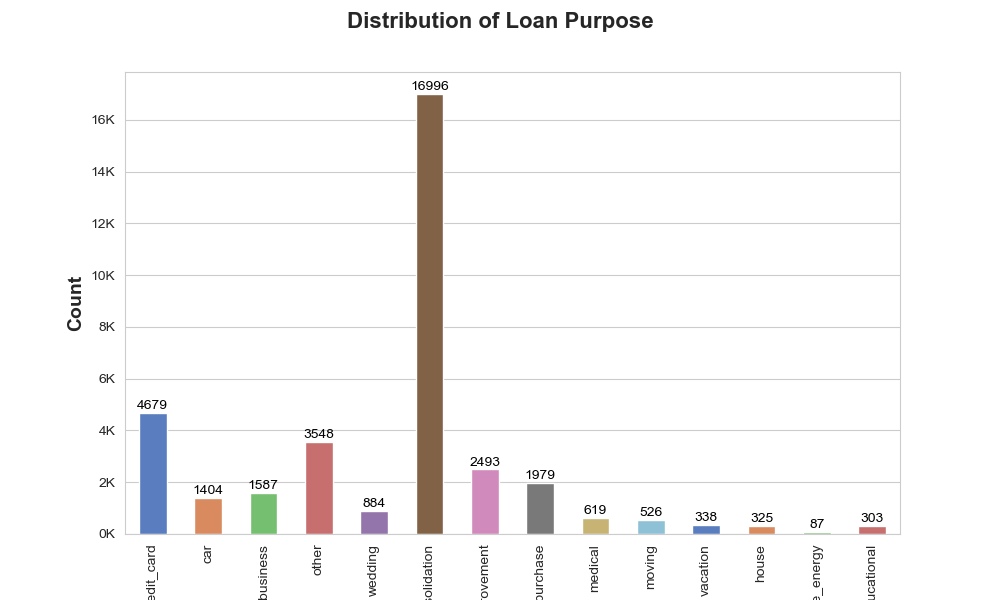 Distribution of Loan Purpose
Count
16K
14K
12K
10K
8K
6K
4K
2K
0K
4679
1404
1587
3548
884
16996
2493
1979
619
526
338
325
87
303
edit_card
car
business
other
wedding
solidation
rovement
purchase
medical
moving
vacation
house
e_energy
ucational